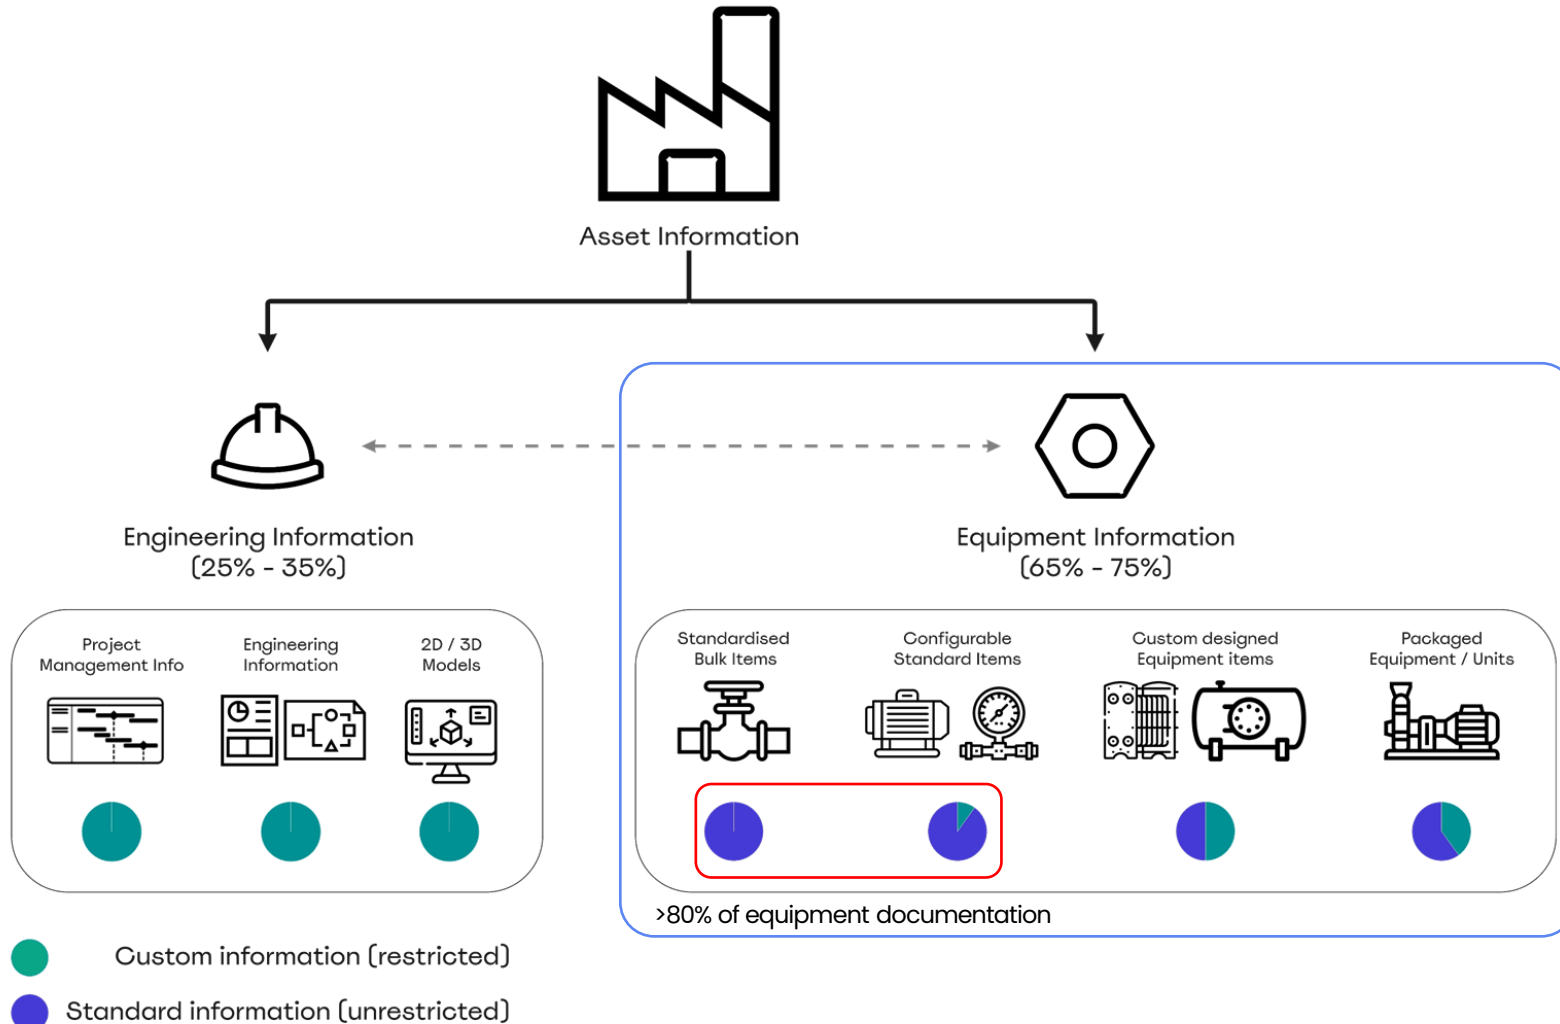 Asset Information
Engineering Information
(25% - 35%)
Equipment Information
(65% - 75%)
Project
Management Info
Engineering
Information
2D / 3D
Models
Standardised
Bulk Items
Configurable
Standard Items
Custom designed
Equipment items
Packaged
Equipment / Units
>80% of equipment documentation
Custom information (restricted)
Standard information (unrestricted)